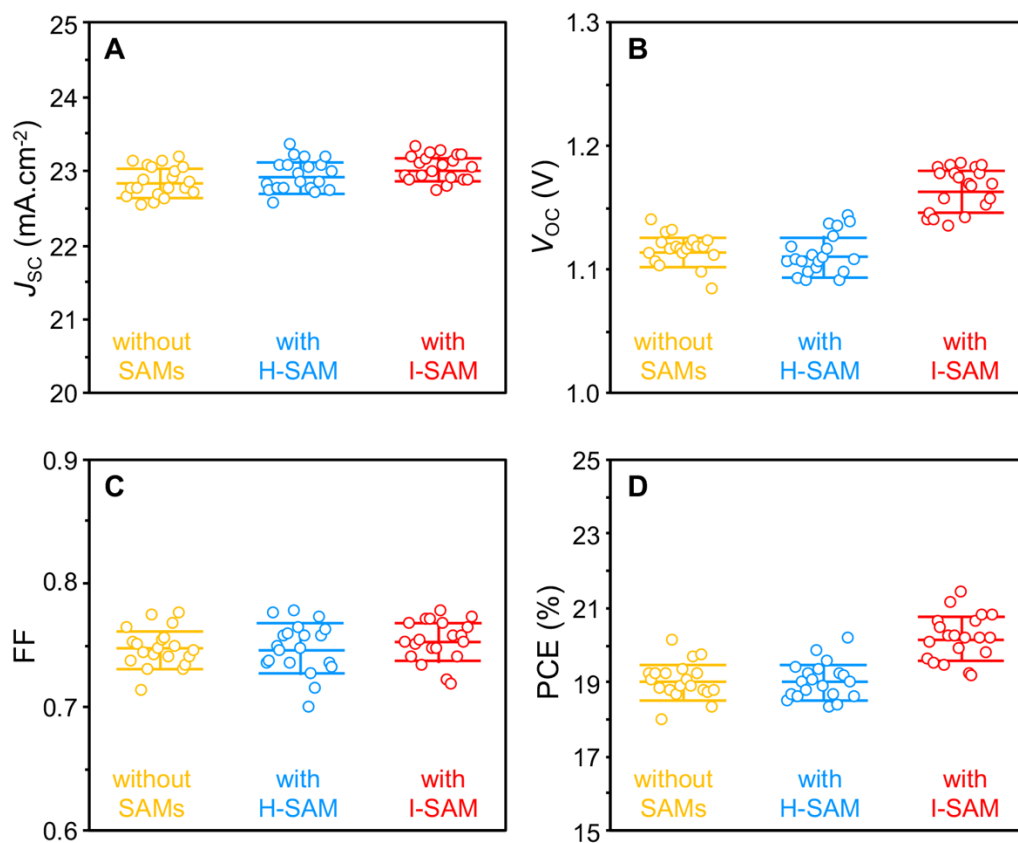 A
25
24
23
22
21
20
J_SC (mA.cm-2)
without
SAMs
with
H-SAM
with
I-SAM
B
1.3
1.2
1.1
1.0
V_OC (V)
without
SAMs
with
H-SAM
with
I-SAM
C
0.9
0.8
0.7
0.6
FF
without
SAMs
with
H-SAM
with
I-SAM
D
25
23
21
19
17
15
PCE (%)
without
SAMs
with
H-SAM
with
I-SAM